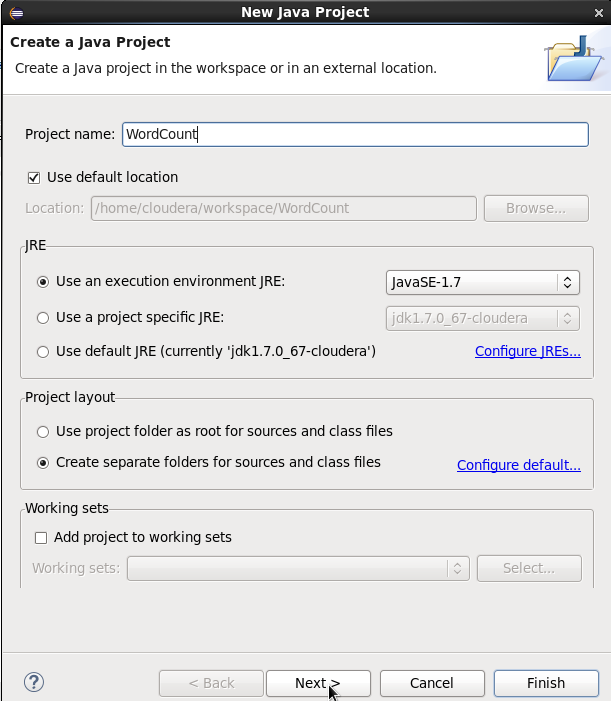 New Java Project
Create a Java Project
Create a Java project in the workspace or in an external location.
Project name: WordCount
Use default location
Location: /home/cloudera/workspace/WordCount Browse...
JRE
Use an execution environment JRE: JavaSE-1.7
Use a project specific JRE: jdk1.7.0_67-cloudera
Use default JRE (currently 'jdk1.7.0_67-cloudera') Configure JREs...
Project layout
Use project folder as root for sources and class files
Create separate folders for sources and class files Configure default...
Working sets
Add project to working sets
Working sets: Select...
? < Back Next > Cancel Finish